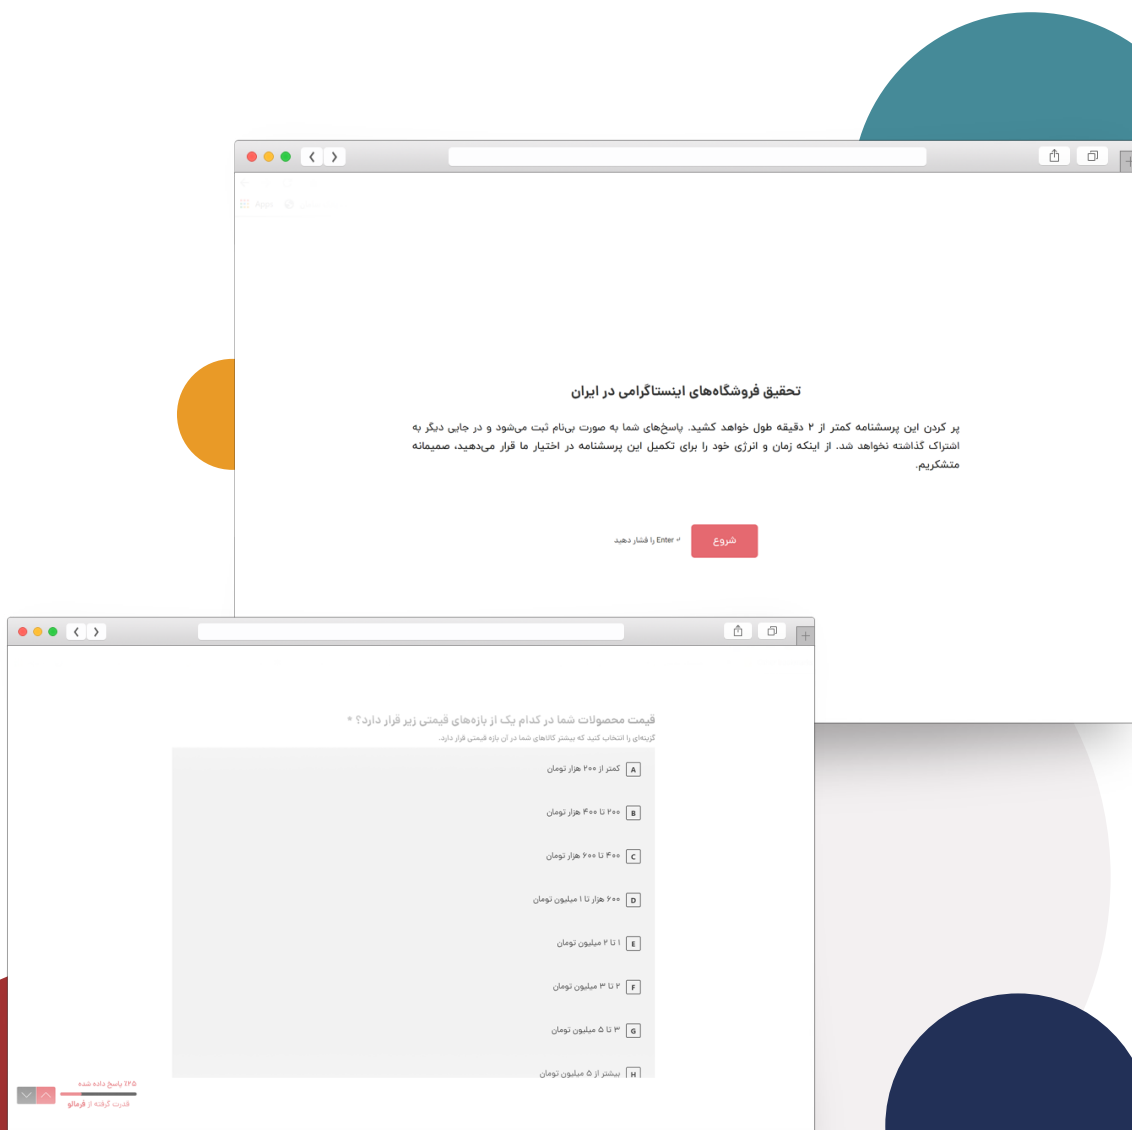 Apps
تحقیق فروشگاه‌های اینستاگرامی در ایران
پر کردن این پرسشنامه کمتر از ۲ دقیقه طول خواهد کشید. پاسخ‌های شما به صورت بی‌نام ثبت می‌شود و در جایی دیگر به
اشتراک گذاشته نخواهد شد. از اینکه زمان و انرژی خود را برای تکمیل این پرسشنامه در اختیار ما قرار می‌دهید، صمیمانه
متشکریم.
شروع
↵ Enter را فشار دهید
قیمت محصولات شما در کدام یک از بازه‌های قیمتی زیر قرار دارد؟ *
گزینه‌ای را انتخاب کنید که بیشتر کالاهای شما در آن بازه قیمتی قرار دارد.
A کمتر از ۲۰۰ هزار تومان
B ۲۰۰ تا ۴۰۰ هزار تومان
C ۴۰۰ تا ۶۰۰ هزار تومان
D ۶۰۰ هزار تا ۱ میلیون تومان
E ۱ تا ۲ میلیون تومان
F ۲ تا ۳ میلیون تومان
G ۳ تا ۵ میلیون تومان
H بیشتر از ۵ میلیون تومان
۲۵٪ پاسخ داده شده
قدرت گرفته از فرمالو